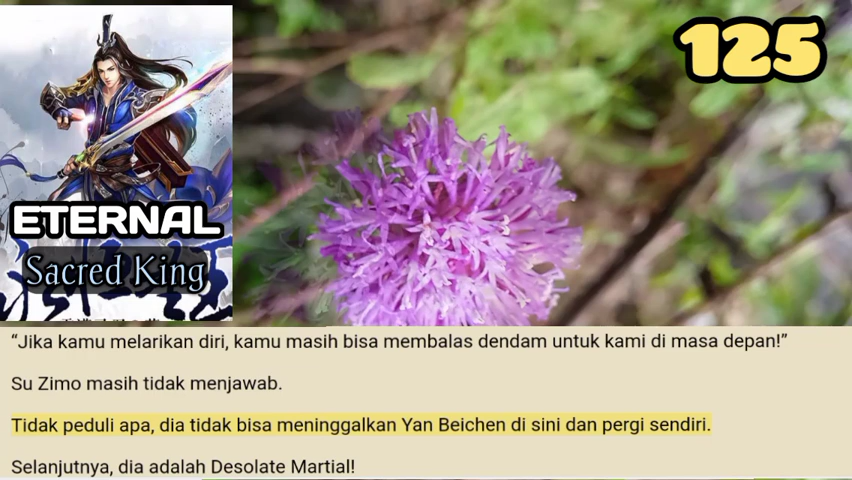 125
ETERNAL
Sacred King
“Jika kamu melarikan diri, kamu masih bisa membalas dendam untuk kami di masa depan!”
Su Zimo masih tidak menjawab.
Tidak peduli apa, dia tidak bisa meninggalkan Yan Beichen di sini dan pergi sendiri.
Selanjutnya, dia adalah Desolate Martial!